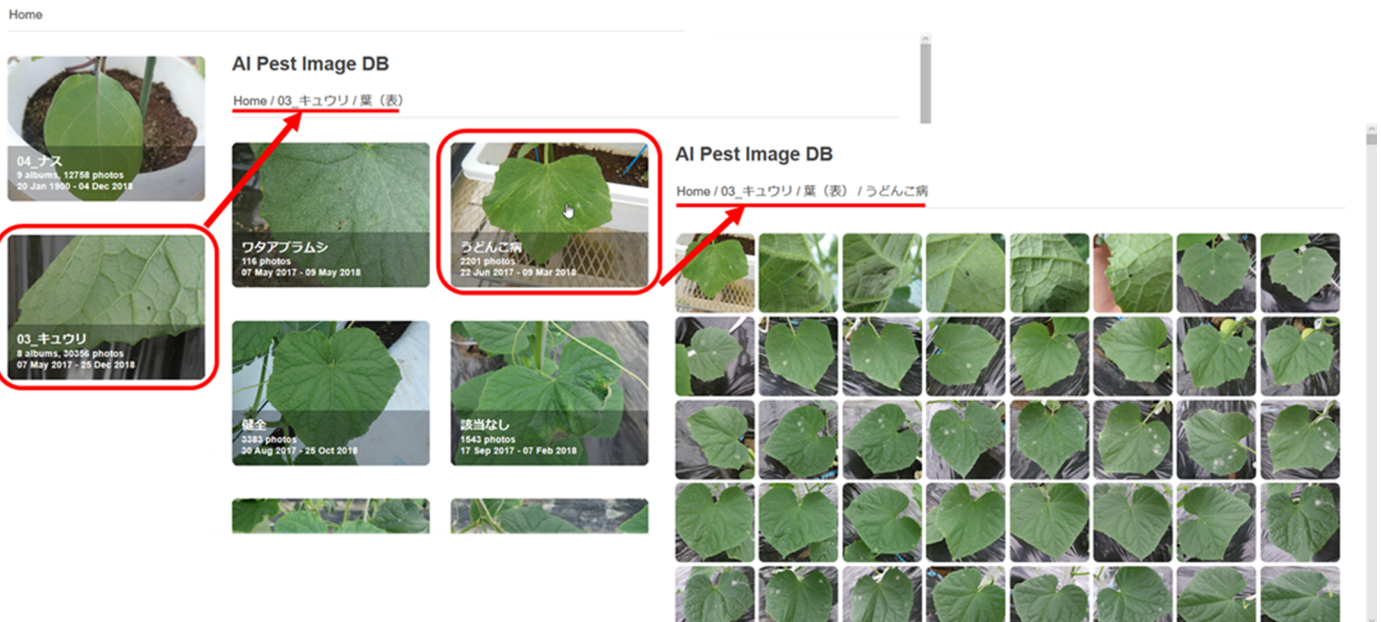 Home
04_ナス
9 albums, 12758 photos
20 Jan 1900 - 04 Dec 2018
03_キュウリ
8 albums, 30356 photos
07 May 2017 - 25 Dec 2018
AI Pest Image DB
Home / 03_キュウリ / 葉（表）
ワタアブラムシ
116 photos
07 May 2017 - 09 May 2018
うどんこ病
2201 photos
22 Jun 2017 - 09 Mar 2018
健全
3383 photos
30 Aug 2017 - 25 Oct 2018
該当なし
1543 photos
17 Sep 2017 - 07 Feb 2018
AI Pest Image DB
Home / 03_キュウリ / 葉（表） / うどんこ病